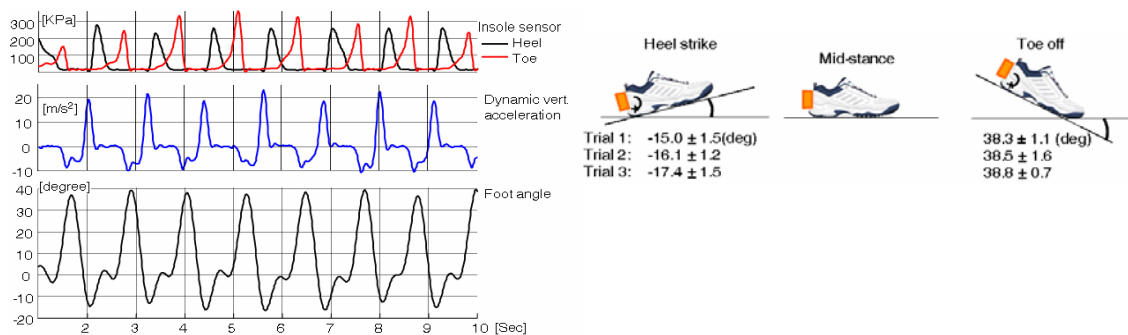 [KPa]
Insole sensor
300
Heel
200
Toe
100
20
[m/s²]
Dynamic vert.
acceleration
10
0
-10
[degree]
40
Foot angle
30
20
10
0
-10
-20
2 3 4 5 6 7 8 9 10
[Sec]
Heel strike
Mid-stance
Toe off
Trial 1: -15.0 ± 1.5(deg)
Trial 2: -16.1 ± 1.2
Trial 3: -17.4 ± 1.5
38.3 ± 1.1 (deg)
38.5 ± 1.6
38.8 ± 0.7